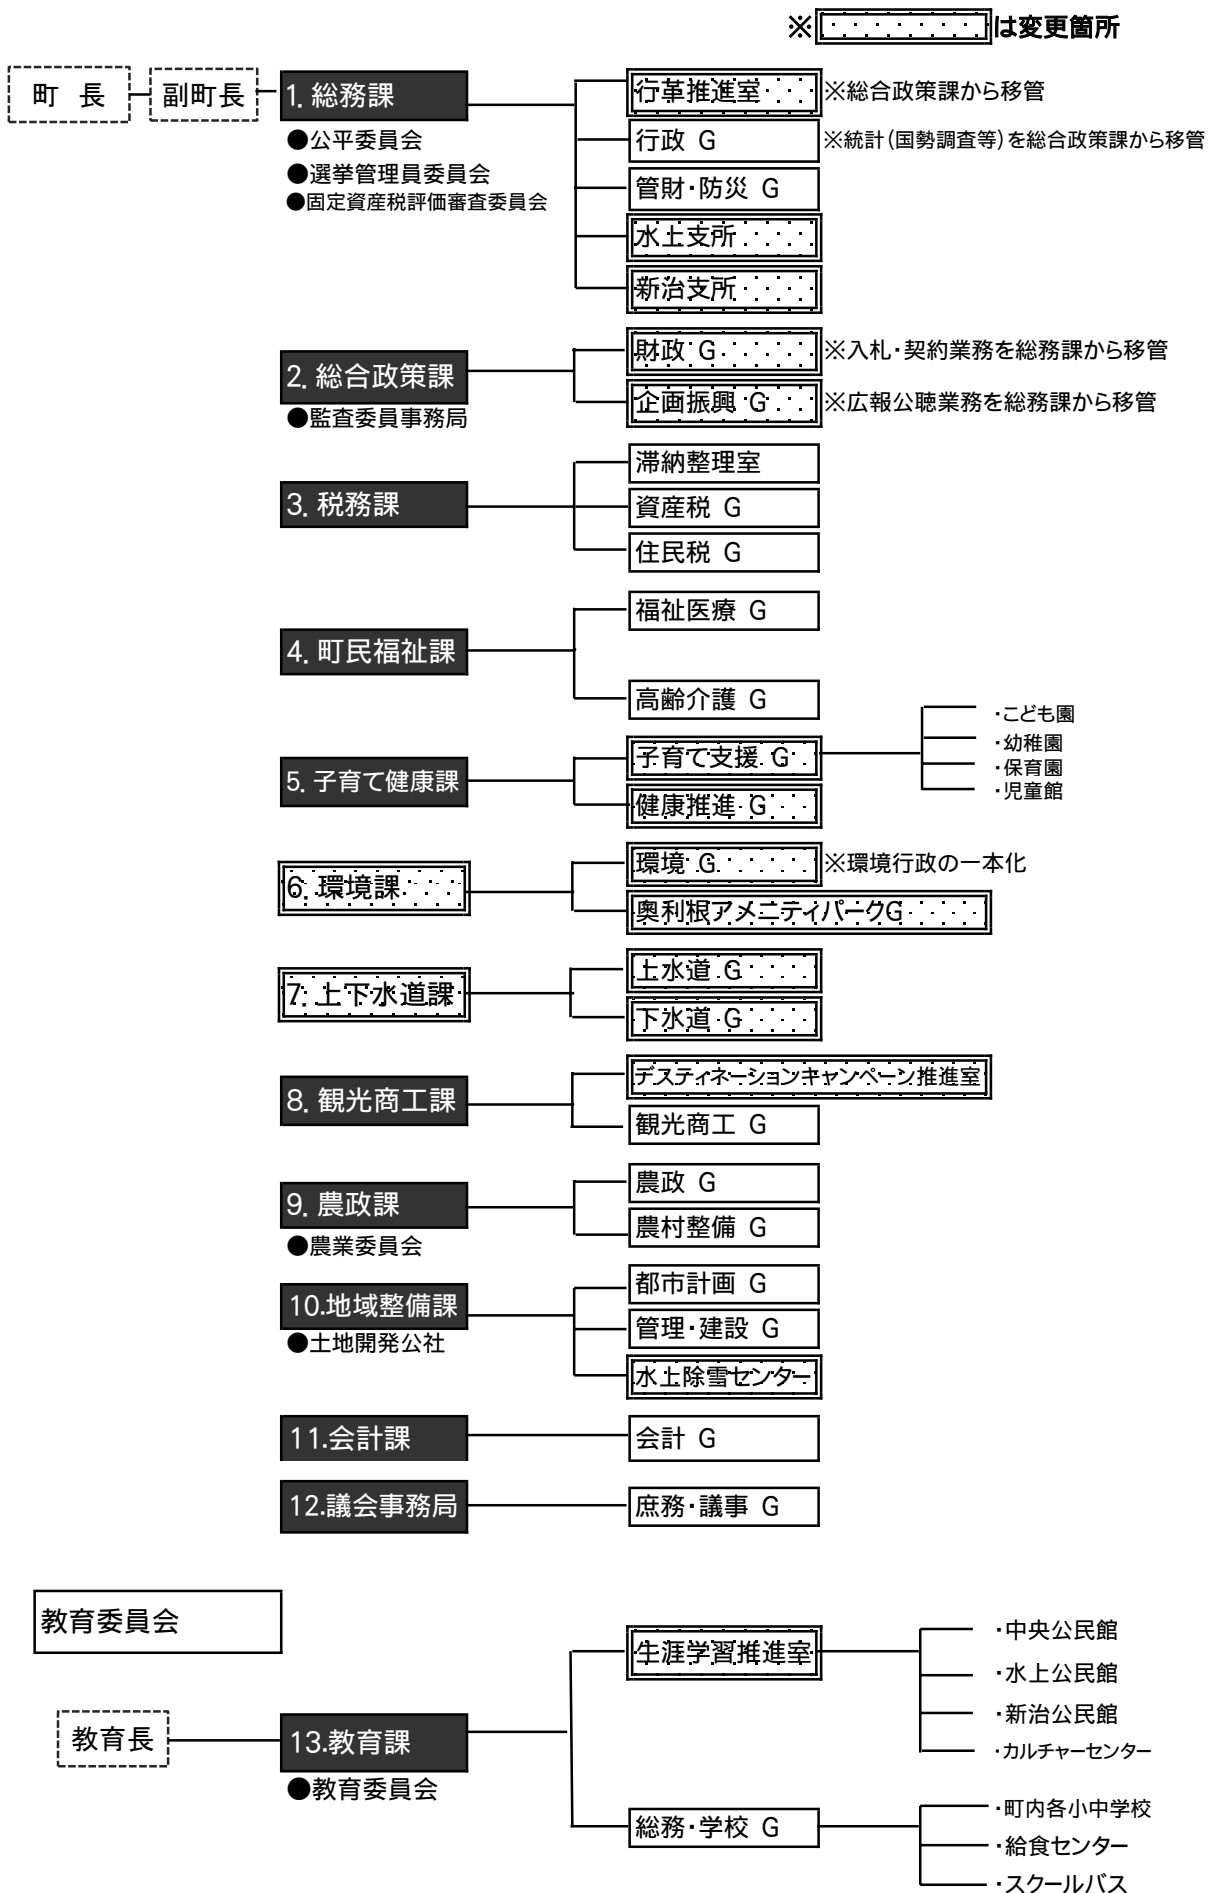 ※ は変更箇所
町 長
副町長
1. 総務課
●公平委員会
●選挙管理員委員会
●固定資産税評価審査委員会
行革推進室
※総合政策課から移管
行政 G
※統計(国勢調査等)を総合政策課から移管
管財・防災 G
水上支所
新治支所
2. 総合政策課
●監査委員事務局
財政 G
※入札・契約業務を総務課から移管
企画振興 G
※広報公聴業務を総務課から移管
3. 税務課
滞納整理室
資産税 G
住民税 G
4. 町民福祉課
福祉医療 G
高齢介護 G
5. 子育て健康課
子育て支援 G
・こども園
・幼稚園
・保育園
・児童館
健康推進 G
6. 環境課
環境 G
※環境行政の一本化
奥利根アメニティパークG
7. 上下水道課
上水道 G
下水道 G
8. 観光商工課
デスティネーションキャンペーン推進室
観光商工 G
9. 農政課
●農業委員会
農政 G
農村整備 G
10.地域整備課
●土地開発公社
都市計画 G
管理・建設 G
水上除雪センター
11.会計課
会計 G
12.議会事務局
庶務・議事 G
教育委員会
教育長
13.教育課
●教育委員会
生涯学習推進室
・中央公民館
・水上公民館
・新治公民館
・カルチャーセンター
総務・学校 G
・町内各小中学校
・給食センター
・スクールバス